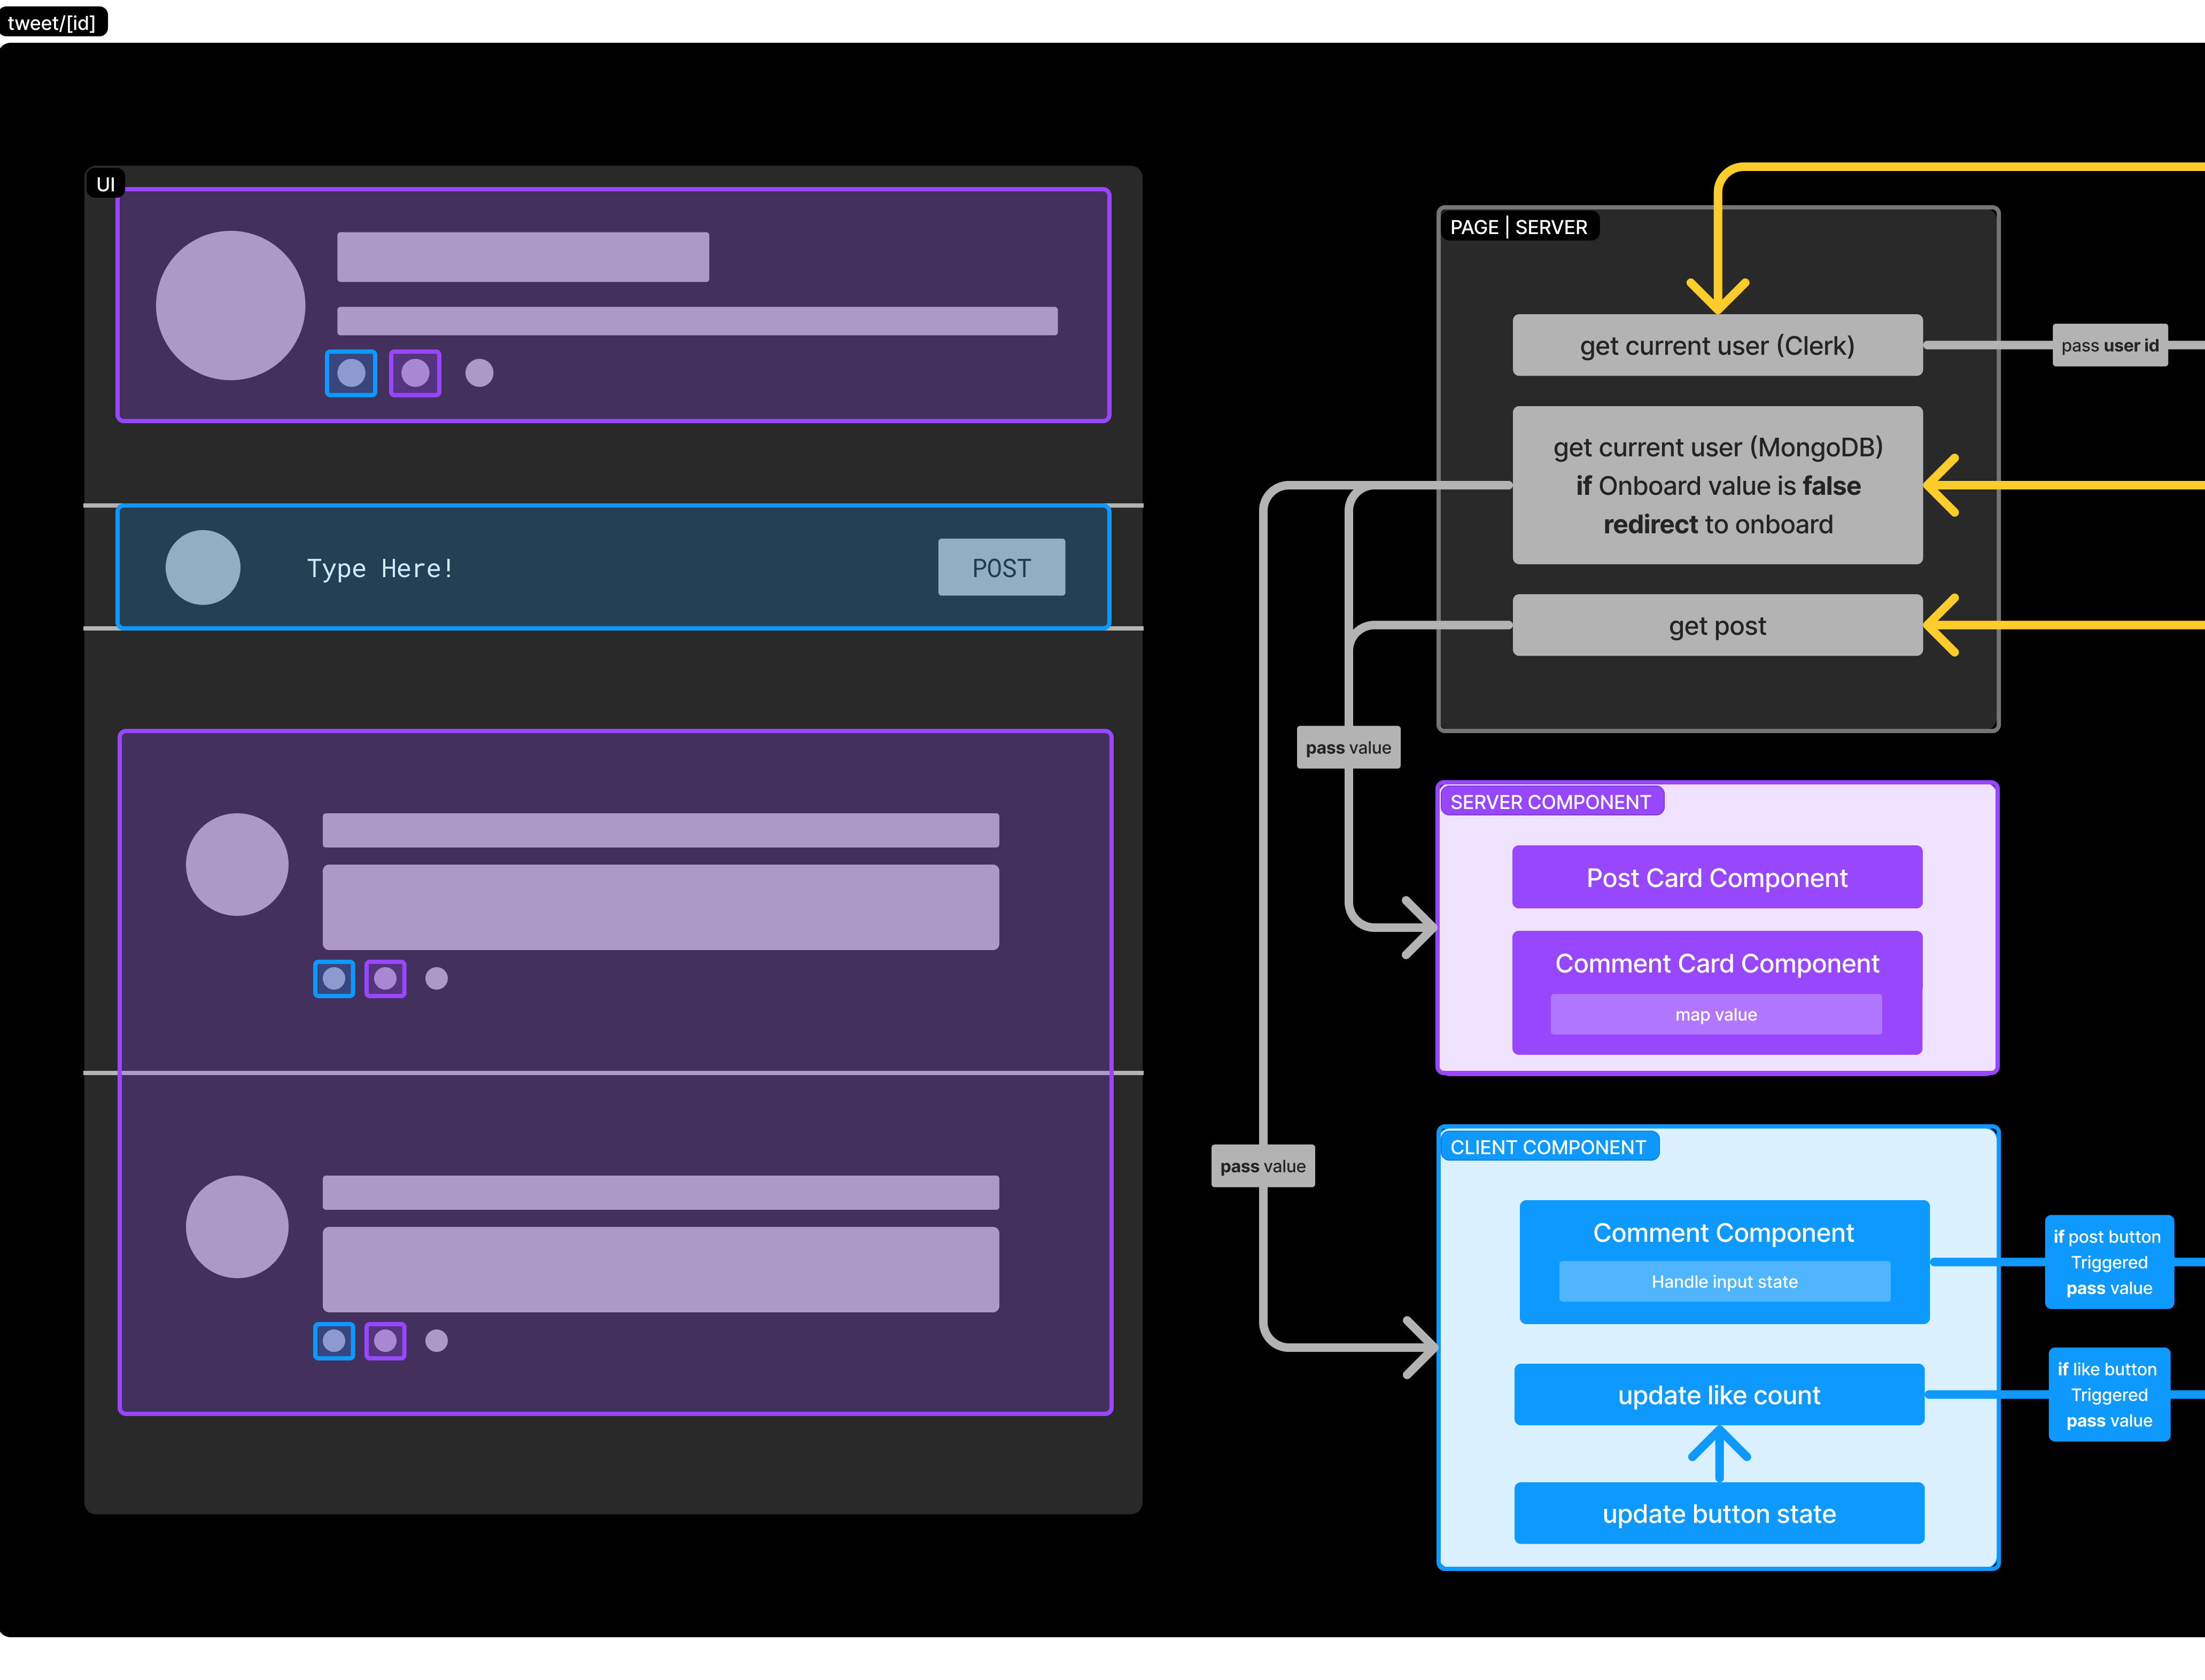 tweet/[id]
UI
Type Here!
POST
PAGE | SERVER
get current user (Clerk)
pass user id
get current user (MongoDB)
if Onboard value is false
redirect to onboard
get post
pass value
SERVER COMPONENT
Post Card Component
Comment Card Component
map value
pass value
CLIENT COMPONENT
Comment Component
Handle input state
if post button
Triggered
pass value
update like count
if like button
Triggered
pass value
update button state